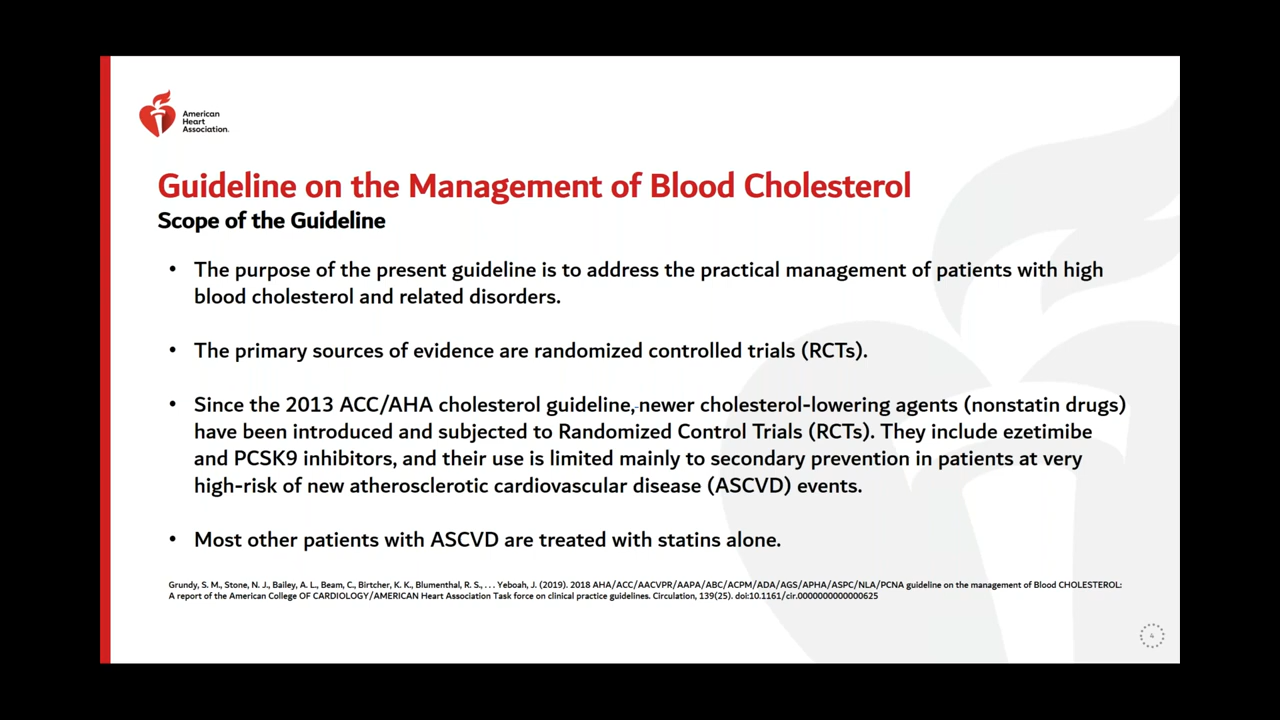 American
Heart
Association.
Guideline on the Management of Blood Cholesterol
Scope of the Guideline
• The purpose of the present guideline is to address the practical management of patients with high
blood cholesterol and related disorders.
• The primary sources of evidence are randomized controlled trials (RCTs).
• Since the 2013 ACC/AHA cholesterol guideline, newer cholesterol-lowering agents (nonstatin drugs)
have been introduced and subjected to Randomized Control Trials (RCTs). They include ezetimibe
and PCSK9 inhibitors, and their use is limited mainly to secondary prevention in patients at very
high-risk of new atherosclerotic cardiovascular disease (ASCVD) events.
• Most other patients with ASCVD are treated with statins alone.
Grundy, S. M., Stone, N. J., Bailey, A. L., Beam, C., Birtcher, K. K., Blumenthal, R. S., . . . Yeboah, J. (2019). 2018 AHA/ACC/AACVPR/AAPA/ABC/ACPM/ADA/AGS/APHA/ASPC/NLA/PCNA guideline on the management of Blood CHOLESTEROL:
A report of the American College OF CARDIOLOGY/AMERICAN Heart Association Task force on clinical practice guidelines. Circulation, 139(25). doi:10.1161/cir.0000000000000625
4